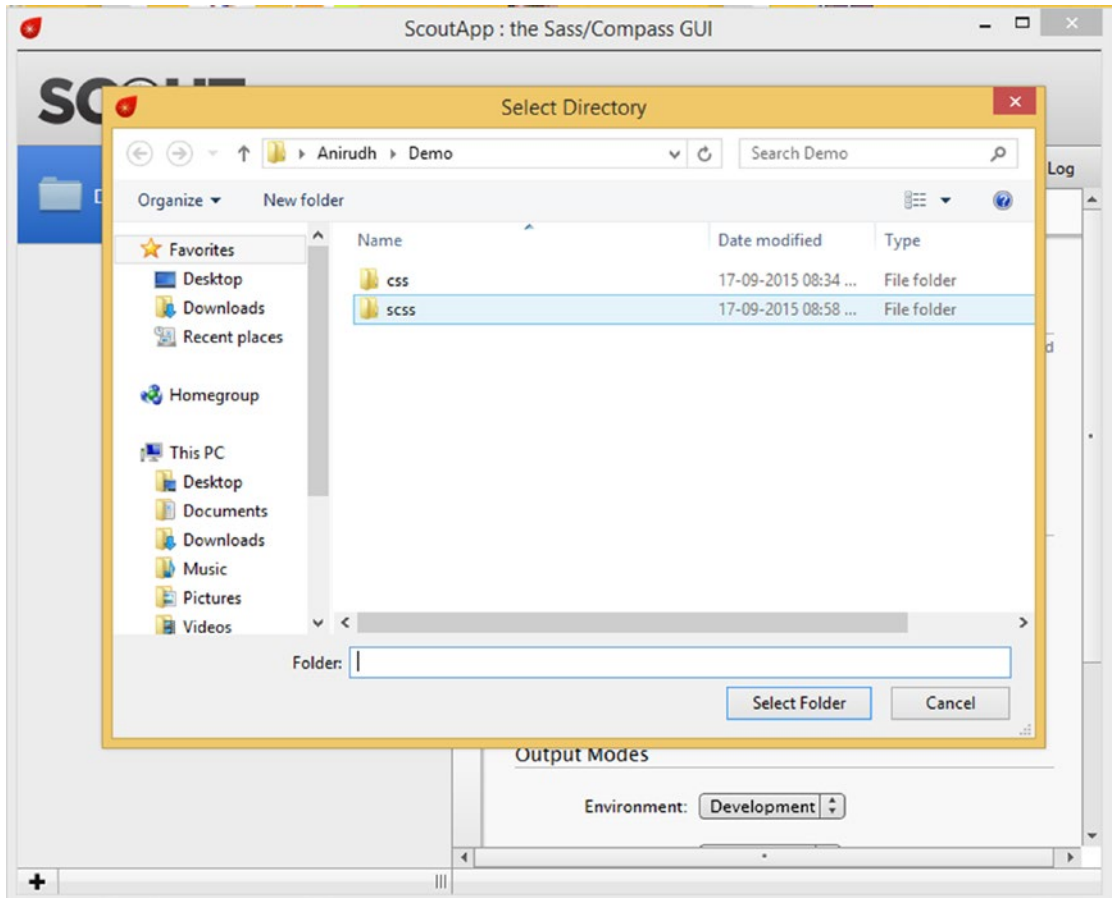 ScoutApp : the Sass/Compass GUI
Select Directory
Anirudh Demo
Search Demo
Log
Organize
New folder
Favorites
Name
Date modified
Type
Desktop
css
17-09-2015 08:34 ...
File folder
Downloads
scss
17-09-2015 08:58 ...
File folder
Recent places
Homegroup
This PC
Desktop
Documents
Downloads
Music
Pictures
Videos
Folder:
Select Folder
Cancel
Output Modes
Environment:
Development